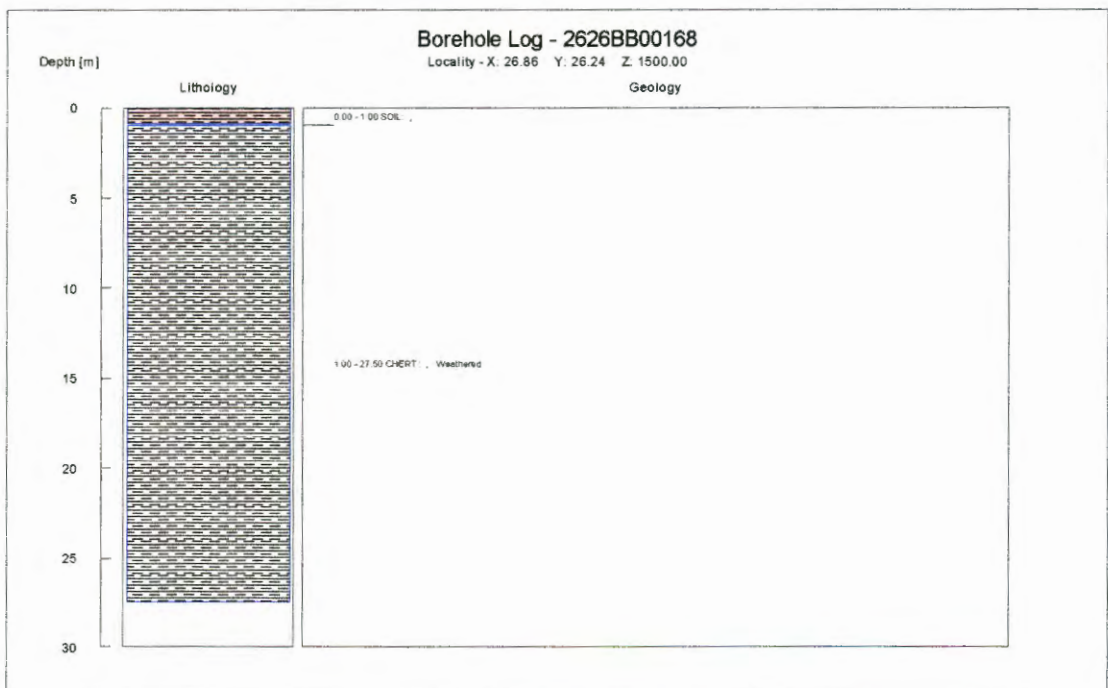 Borehole Log - 2626BB00168
Depth [m]
Locality - X: 26.86 Y: 26.24 Z: 1500.00
Lithology
Geology
0
0.00 - 1.00 SOIL: ,
5
10
1.00 - 27.50 CHERT: , Weathered
15
20
25
30